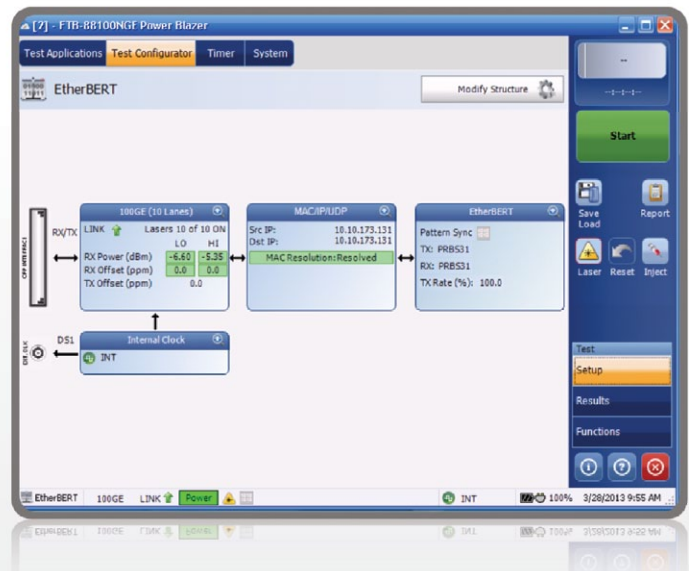 [7] - FTB-88100NGE Power Blazer
Test Applications Test Configurator Timer System
EtherBERT
Modify Structure
--
--:--:--
Start
Save Load
Report
Laser Reset Inject
100GE (10 Lanes)
RX/TX
LINK Lasers 10 of 10 ON
LO HI
RX Power (dBm) -6.60 -5.35
RX Offset (ppm) 0.0 0.0
TX Offset (ppm) 0.0
CFP INTERFACE
MAC/IP/UDP
Src IP: 10.10.173.131
Dst IP: 10.10.173.131
MAC Resolution:Resolved
EtherBERT
Pattern Sync
TX: PRBS31
RX: PRBS31
TX Rate (%): 100.0
DS1
EXT. CLK
Internal Clock
INT
Test
Setup
Results
Functions
EtherBERT 100GE LINK Power INT 100% 3/28/2013 9:55 AM